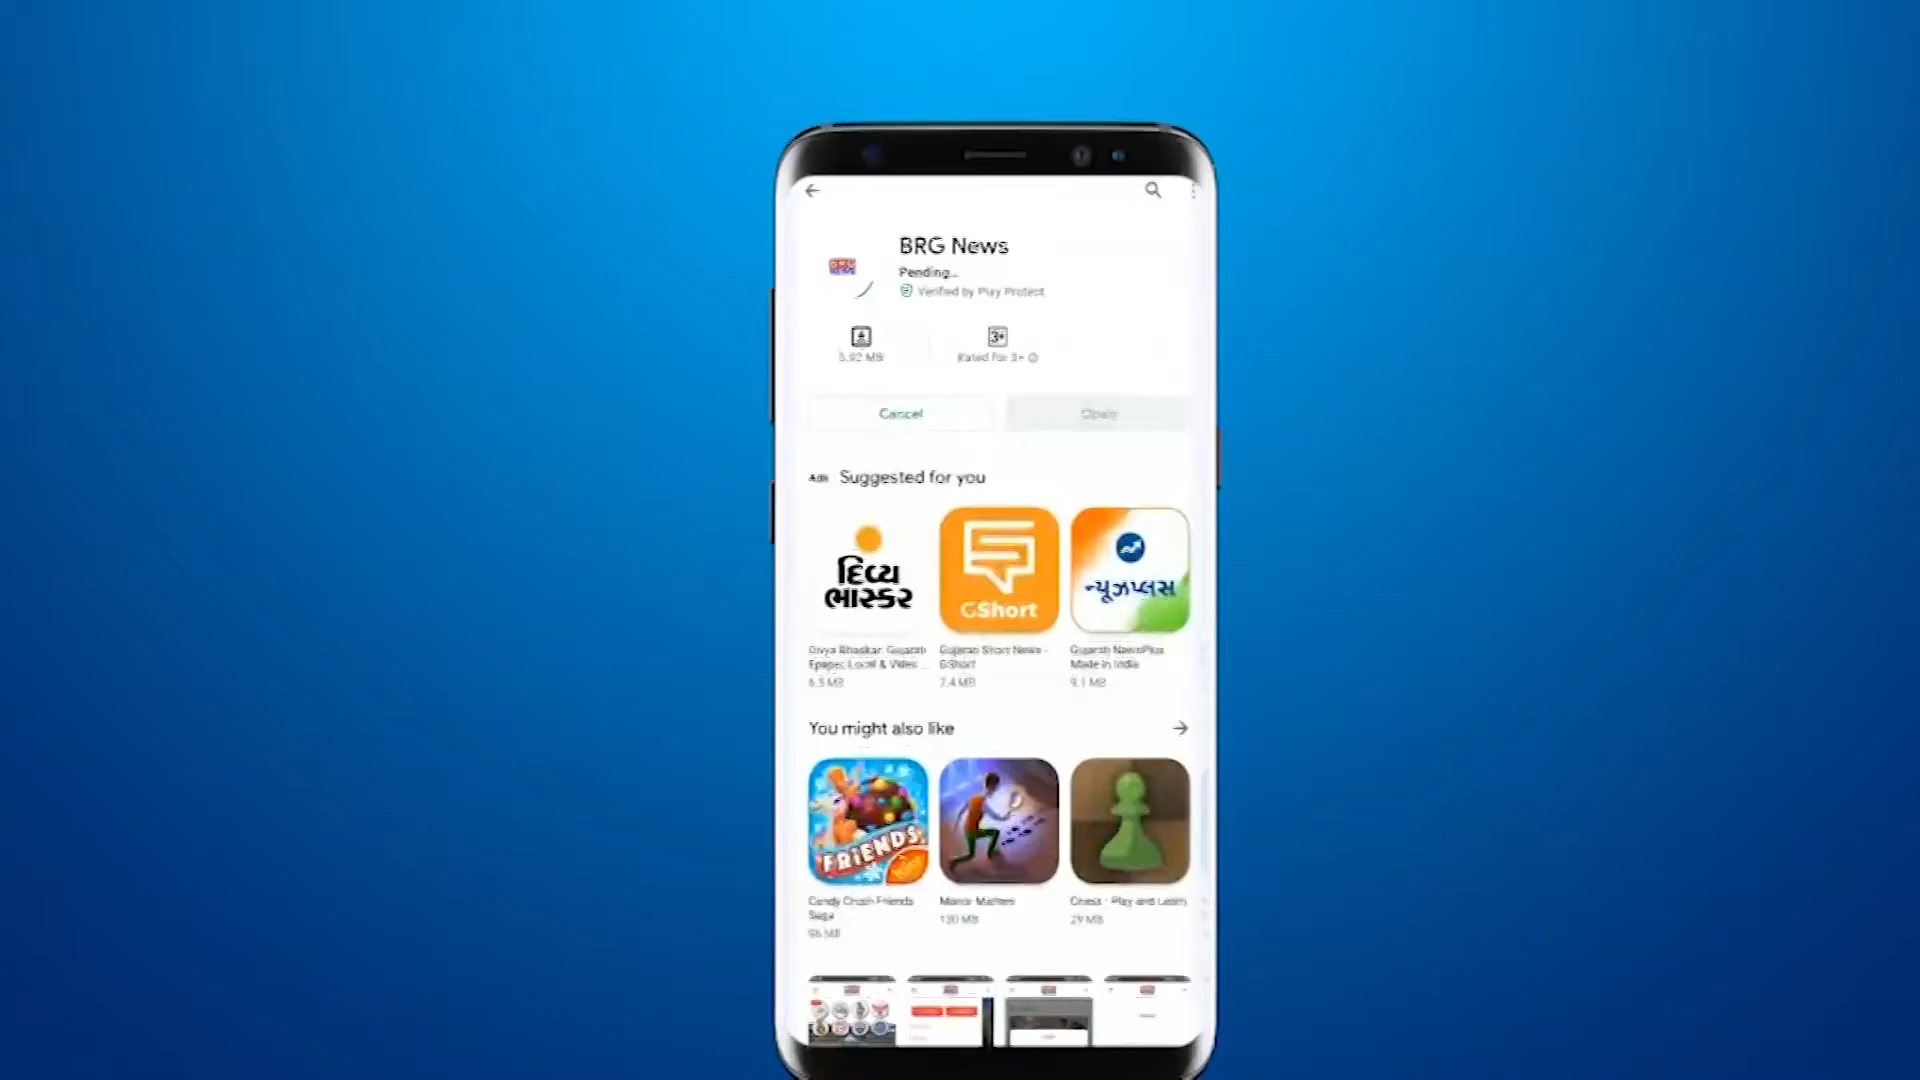 BRG News
Pending...
Verified by Play Protect
3+
Rated for 3+
Cancel
Open
Ads Suggested for you
દિવ્ય
ભાસ્કર
GShort
ન્યૂઝપ્લસ
Divya Bhaskar: Gujarati
Epaper, Local & Video ...
6.5 MB
Gujarati Short News -
GShort
7.4 MB
Gujarati NewsPlus
Made in India
9.1 MB
You might also like
FRIENDS
Candy Crush Friends
Saga
96 MB
Manor Matters
130 MB
Chess · Play and Learn
29 MB